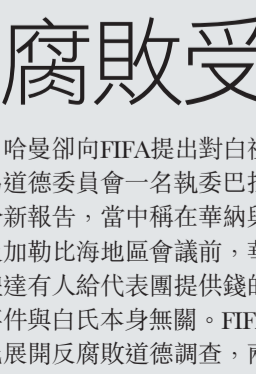 腐敗受
哈曼卻向FIFA提出對白
道德委員會一名執委巴
新報告，當中稱在華納與
加勒比海地區會議前，
達有人給代表團提供錢的
件與白氏本身無關。FIF
展開反腐敗道德調查，